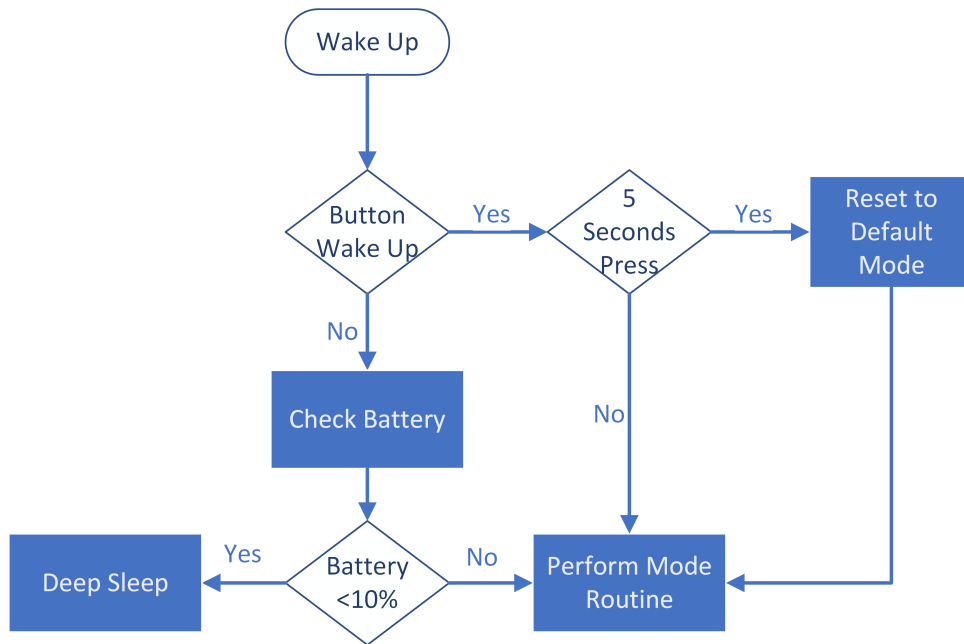 Wake Up
Button
Wake Up
Yes
5
Seconds
Press
Yes
Reset to
Default
Mode
No
Check Battery
No
Yes
Battery
<10%
No
Deep Sleep
Perform Mode
Routine